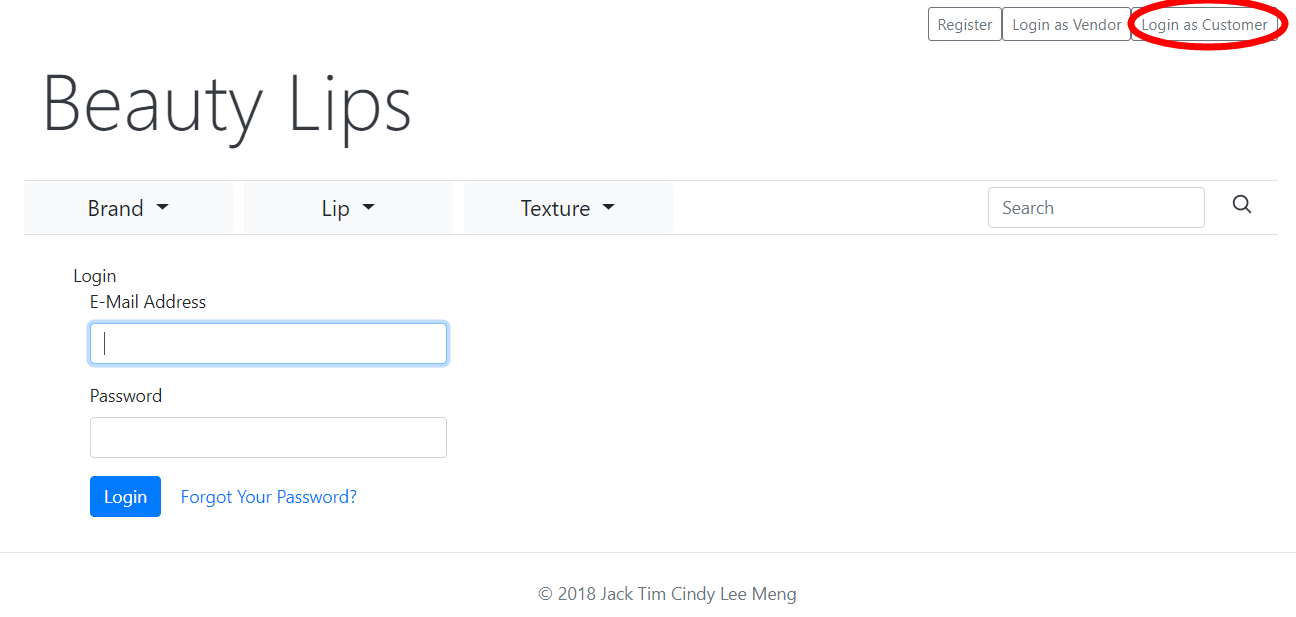 Register Login as Vendor Login as Customer
Beauty Lips
Brand Lip Texture Search
Login
E-Mail Address
Password
Login Forgot Your Password?
© 2018 Jack Tim Cindy Lee Meng